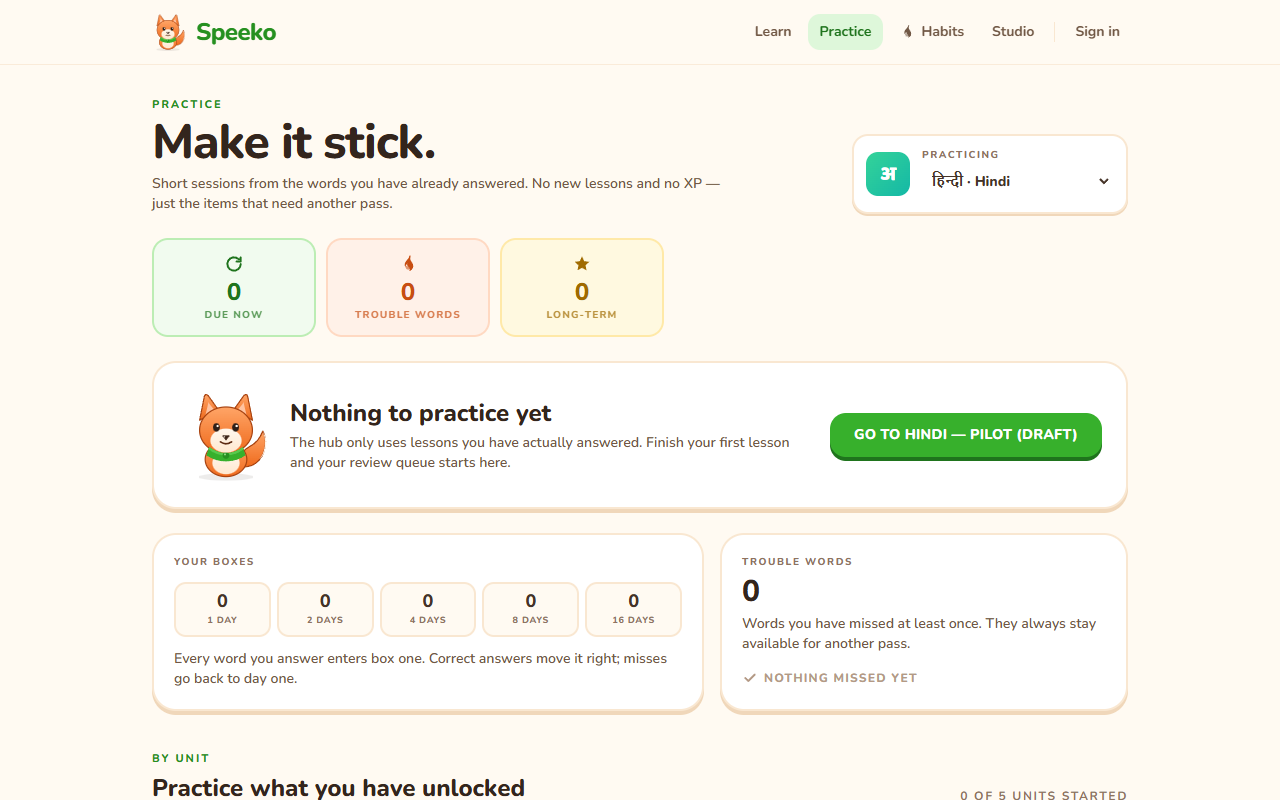 Speeko
Learn
Practice
Habits
Studio
Sign in
PRACTICE
Make it stick.
Short sessions from the words you have already answered. No new lessons and no XP —
just the items that need another pass.
अ
PRACTICING
हिन्दी · Hindi
0
DUE NOW
0
TROUBLE WORDS
0
LONG-TERM
Nothing to practice yet
The hub only uses lessons you have actually answered. Finish your first lesson
and your review queue starts here.
GO TO HINDI — PILOT (DRAFT)
YOUR BOXES
0
1 DAY
0
2 DAYS
0
4 DAYS
0
8 DAYS
0
16 DAYS
Every word you answer enters box one. Correct answers move it right; misses
go back to day one.
TROUBLE WORDS
0
Words you have missed at least once. They always stay
available for another pass.
NOTHING MISSED YET
BY UNIT
Practice what you have unlocked
0 OF 5 UNITS STARTED